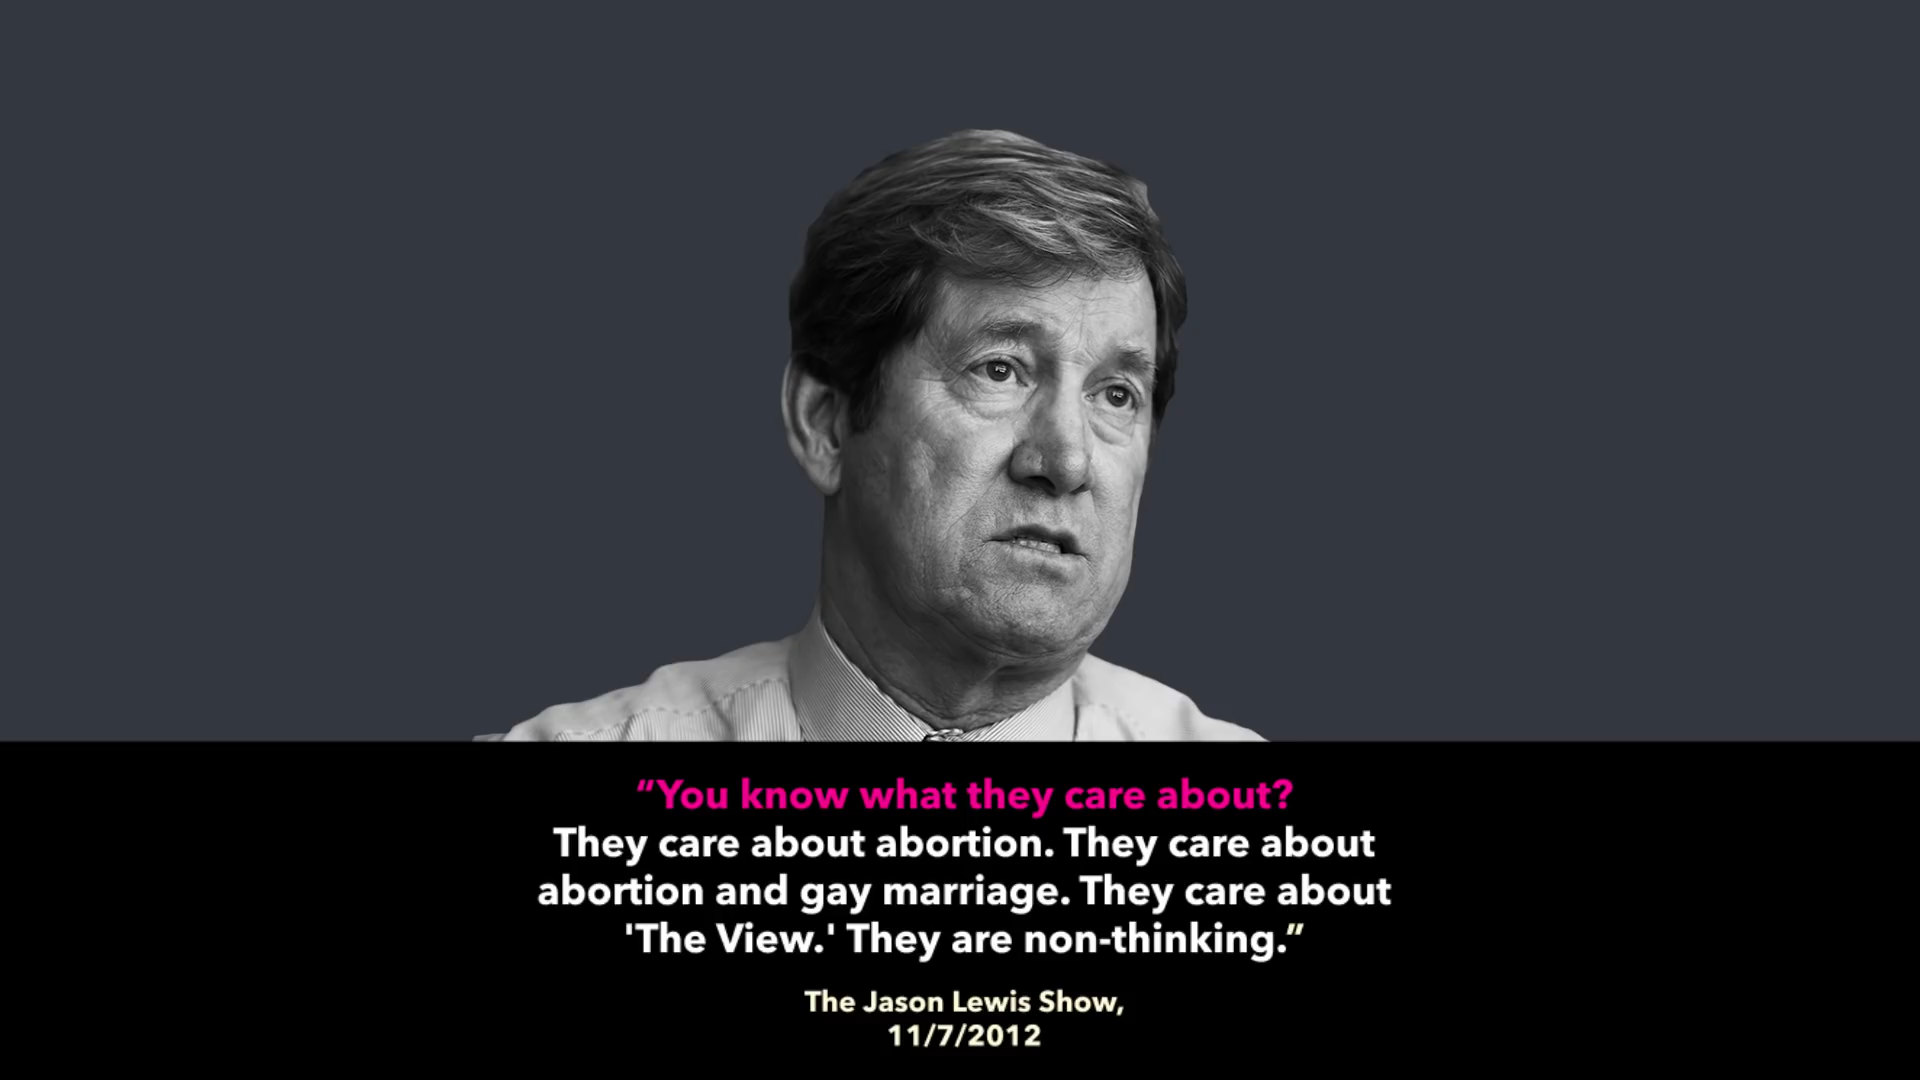 “You know what they care about?
They care about abortion. They care about
abortion and gay marriage. They care about
'The View.' They are non-thinking.”
The Jason Lewis Show,
11/7/2012